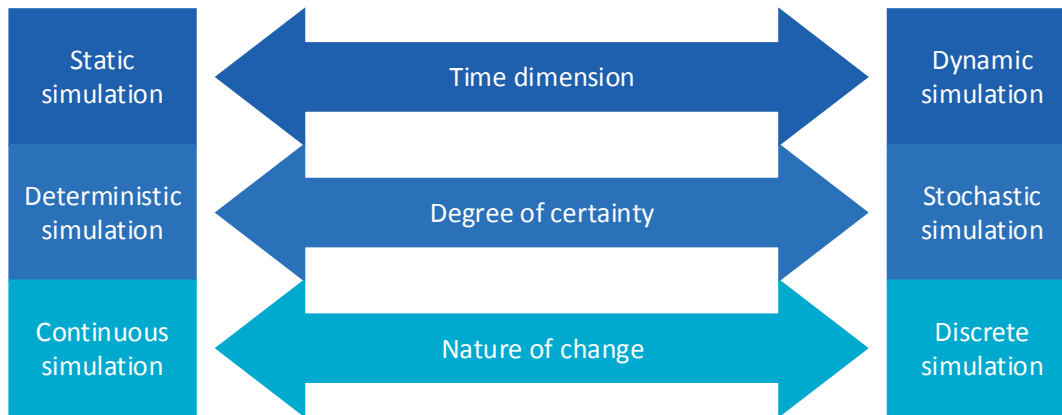 Static
simulation
Time dimension
Dynamic
simulation
Deterministic
simulation
Degree of certainty
Stochastic
simulation
Continuous
simulation
Nature of change
Discrete
simulation